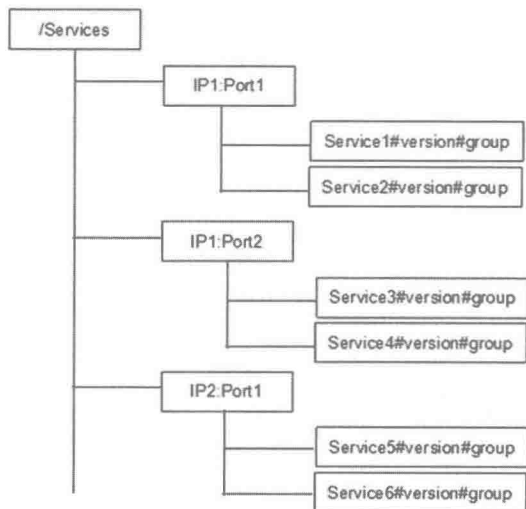 /Services
IP1:Port1
Service1#version#group
Service2#version#group
IP1:Port2
Service3#version#group
Service4#version#group
IP2:Port1
Service5#version#group
Service6#version#group